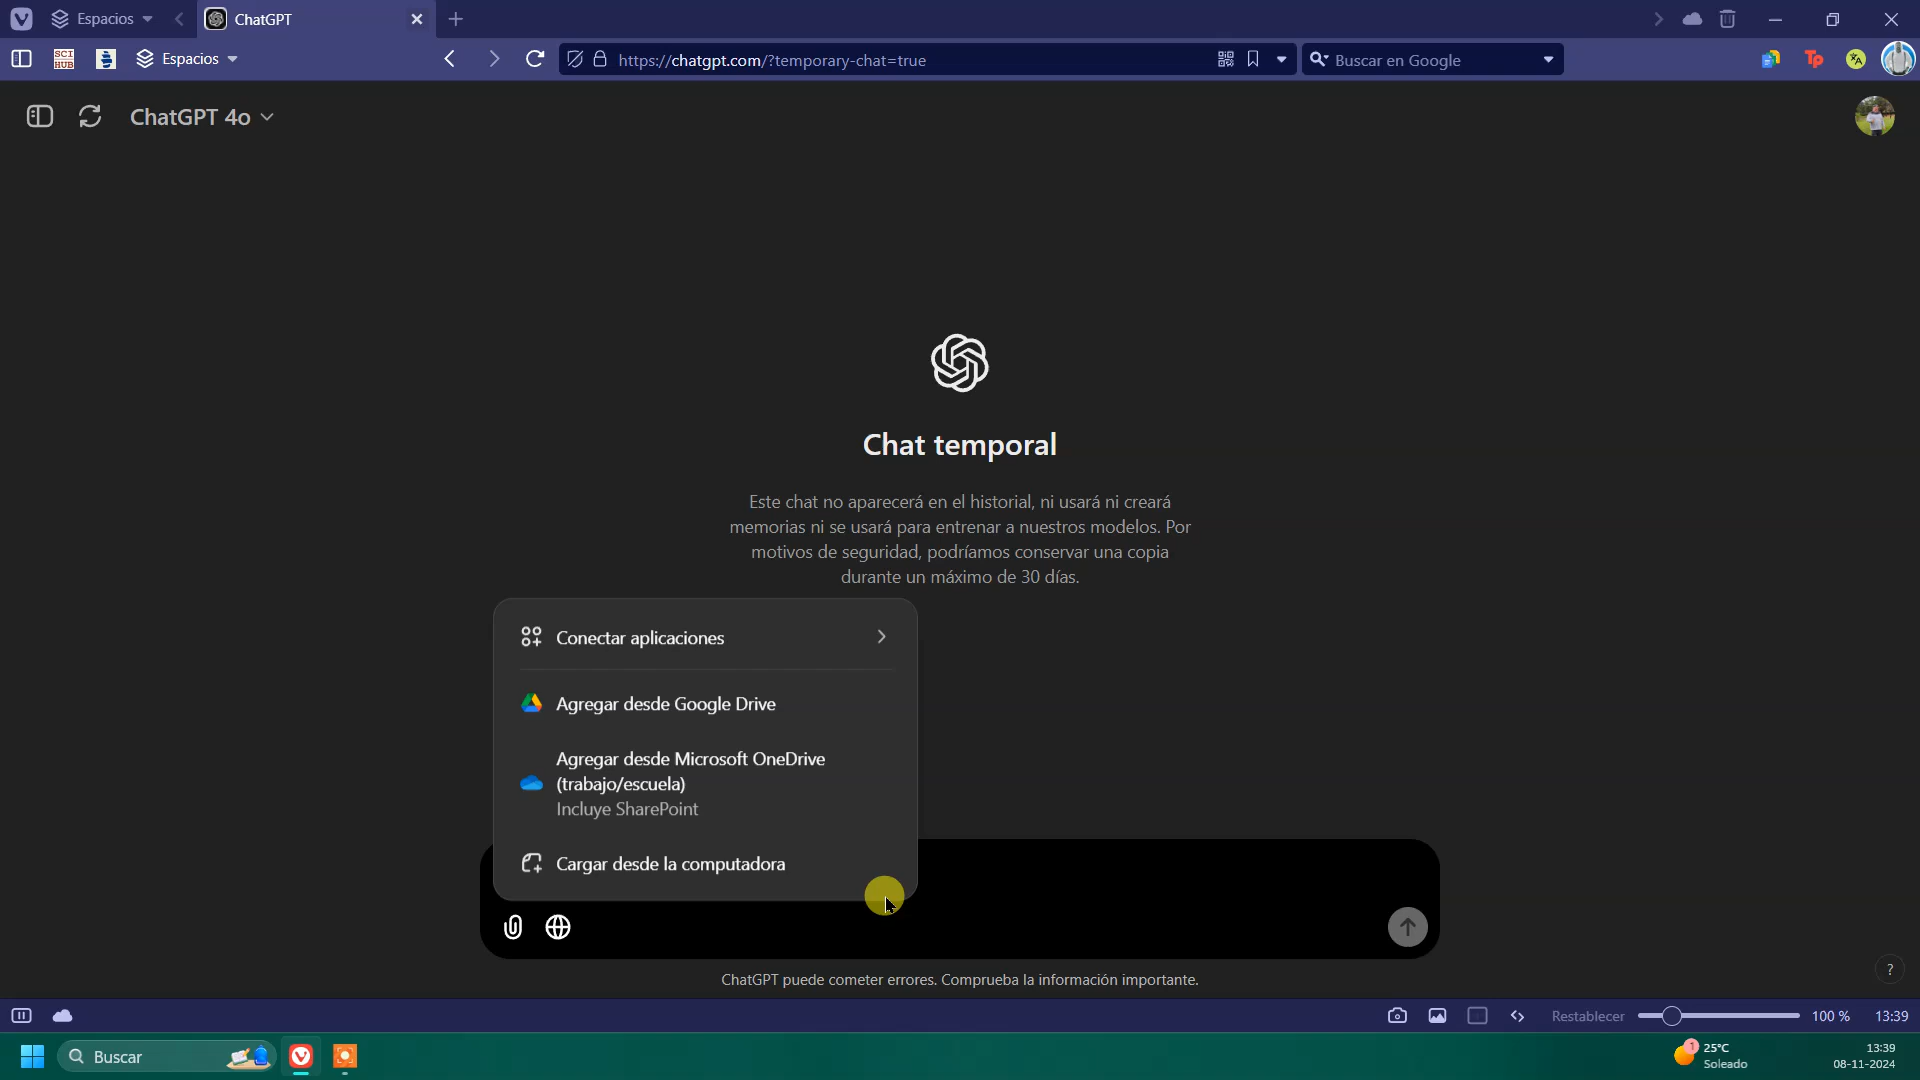 Espacios
ChatGPT
SCI
HUB
Espacios
https://chatgpt.com/?temporary-chat=true
Buscar en Google
Tp
ChatGPT 4o
Chat temporal
Este chat no aparecerá en el historial, ni usará ni creará
memorias ni se usará para entrenar a nuestros modelos. Por
motivos de seguridad, podríamos conservar una copia
durante un máximo de 30 días.
Conectar aplicaciones
Agregar desde Google Drive
Agregar desde Microsoft OneDrive
(trabajo/escuela)
Incluye SharePoint
Cargar desde la computadora
ChatGPT puede cometer errores. Comprueba la información importante.
?
Restablecer
100 %
13:39
Buscar
1
25°C
Soleado
13:39
08-11-2024